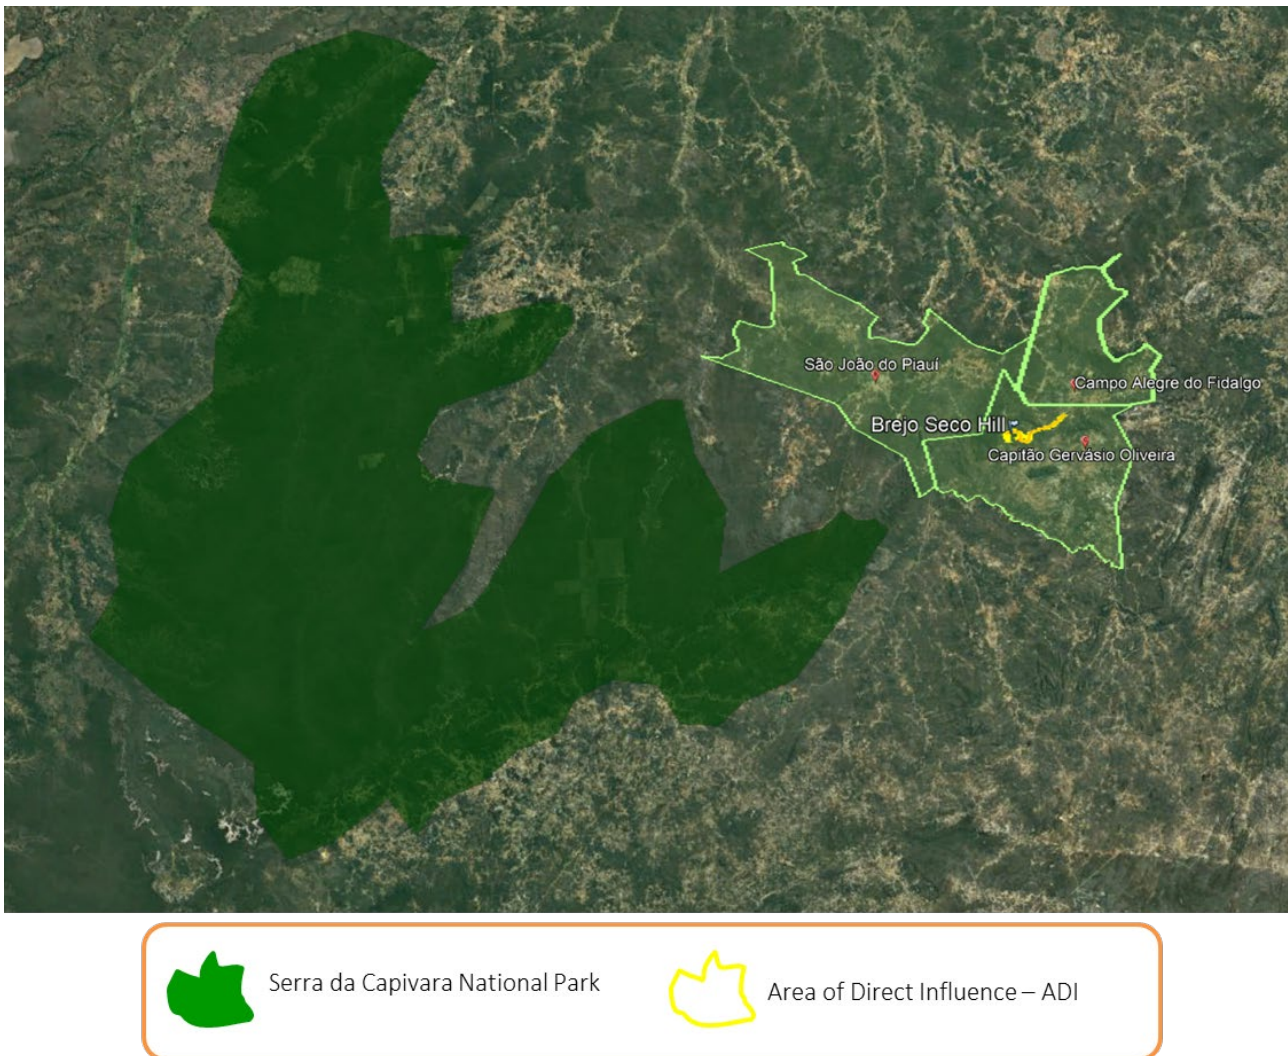 São João do Piauí
Campo Alegre do Fidalgo
Brejo Seco Hill
Capitão Gervásio Oliveira
Serra da Capivara National Park
Area of Direct Influence – ADI